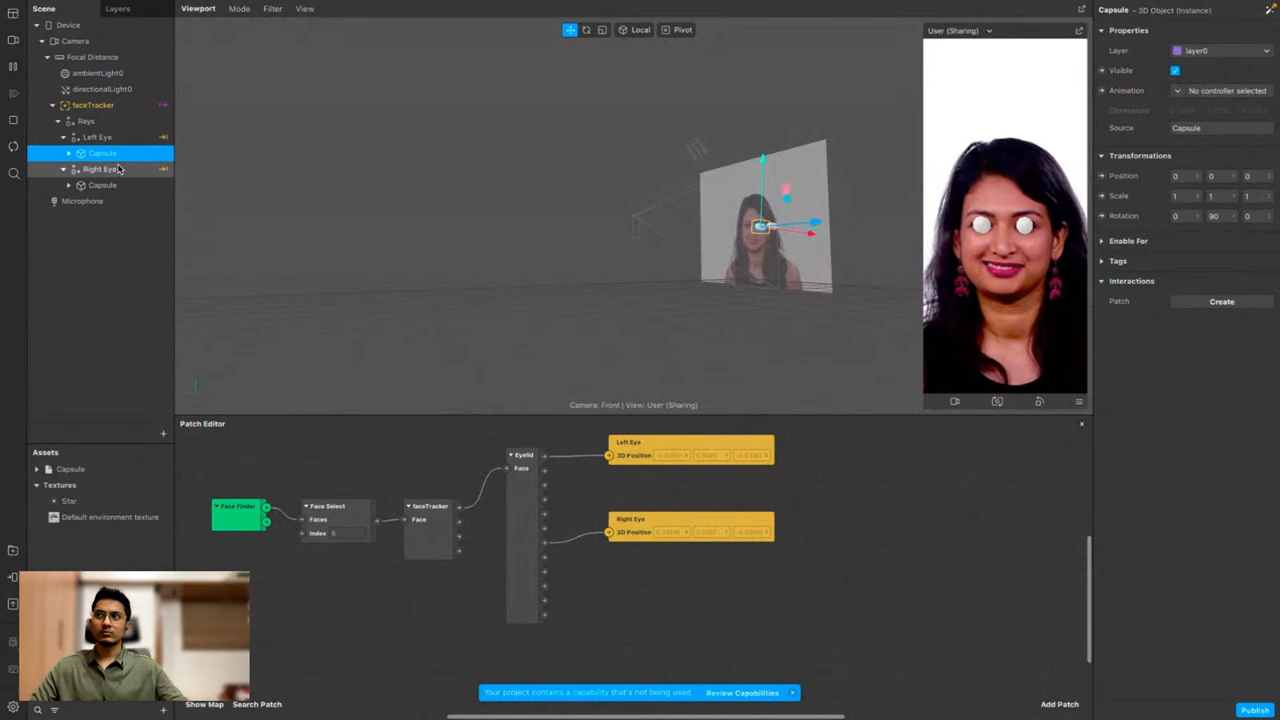 Scene
Layers
Device
Camera
Focal Distance
ambientLight0
directionalLight0
faceTracker
Rays
Left Eye
Capsule
Right Eye
Capsule
Microphone
Assets
Capsule
Textures
Star
Default environment texture
Viewport Mode Filter View
Local Pivot
User (Sharing)
Camera: Front | View: User (Sharing)
Patch Editor
Face Finder
Face Select
Faces
Index 0
faceTracker
Face
Eyelid
Face
Left Eye
3D Position
Right Eye
3D Position
Your project contains a capability that's not being used. Review Capabilities
Show Map Search Patch
Add Patch
Capsule – 3D Object (Instance)
Properties
Layer layer0
Visible
Animation No controller selected
Dimensions
Source Capsule
Transformations
Position 0 0 0
Scale 1 1 1
Rotation 0 90 0
Enable For
Tags
Interactions
Patch Create
Publish